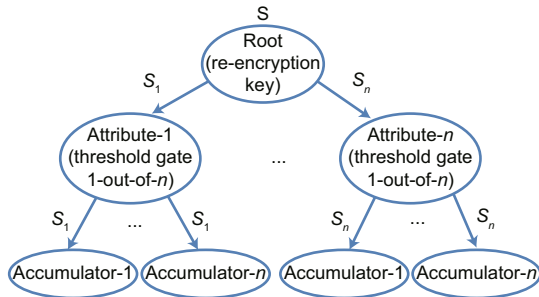 S
Root
(re-encryption
key)
S₁
Sₙ
Attribute-1
(threshold gate
1-out-of-n)
...
Attribute-n
(threshold gate
1-out-of-n)
S₁
...
S₁
Sₙ
...
Sₙ
Accumulator-1
Accumulator-n
Accumulator-1
Accumulator-n